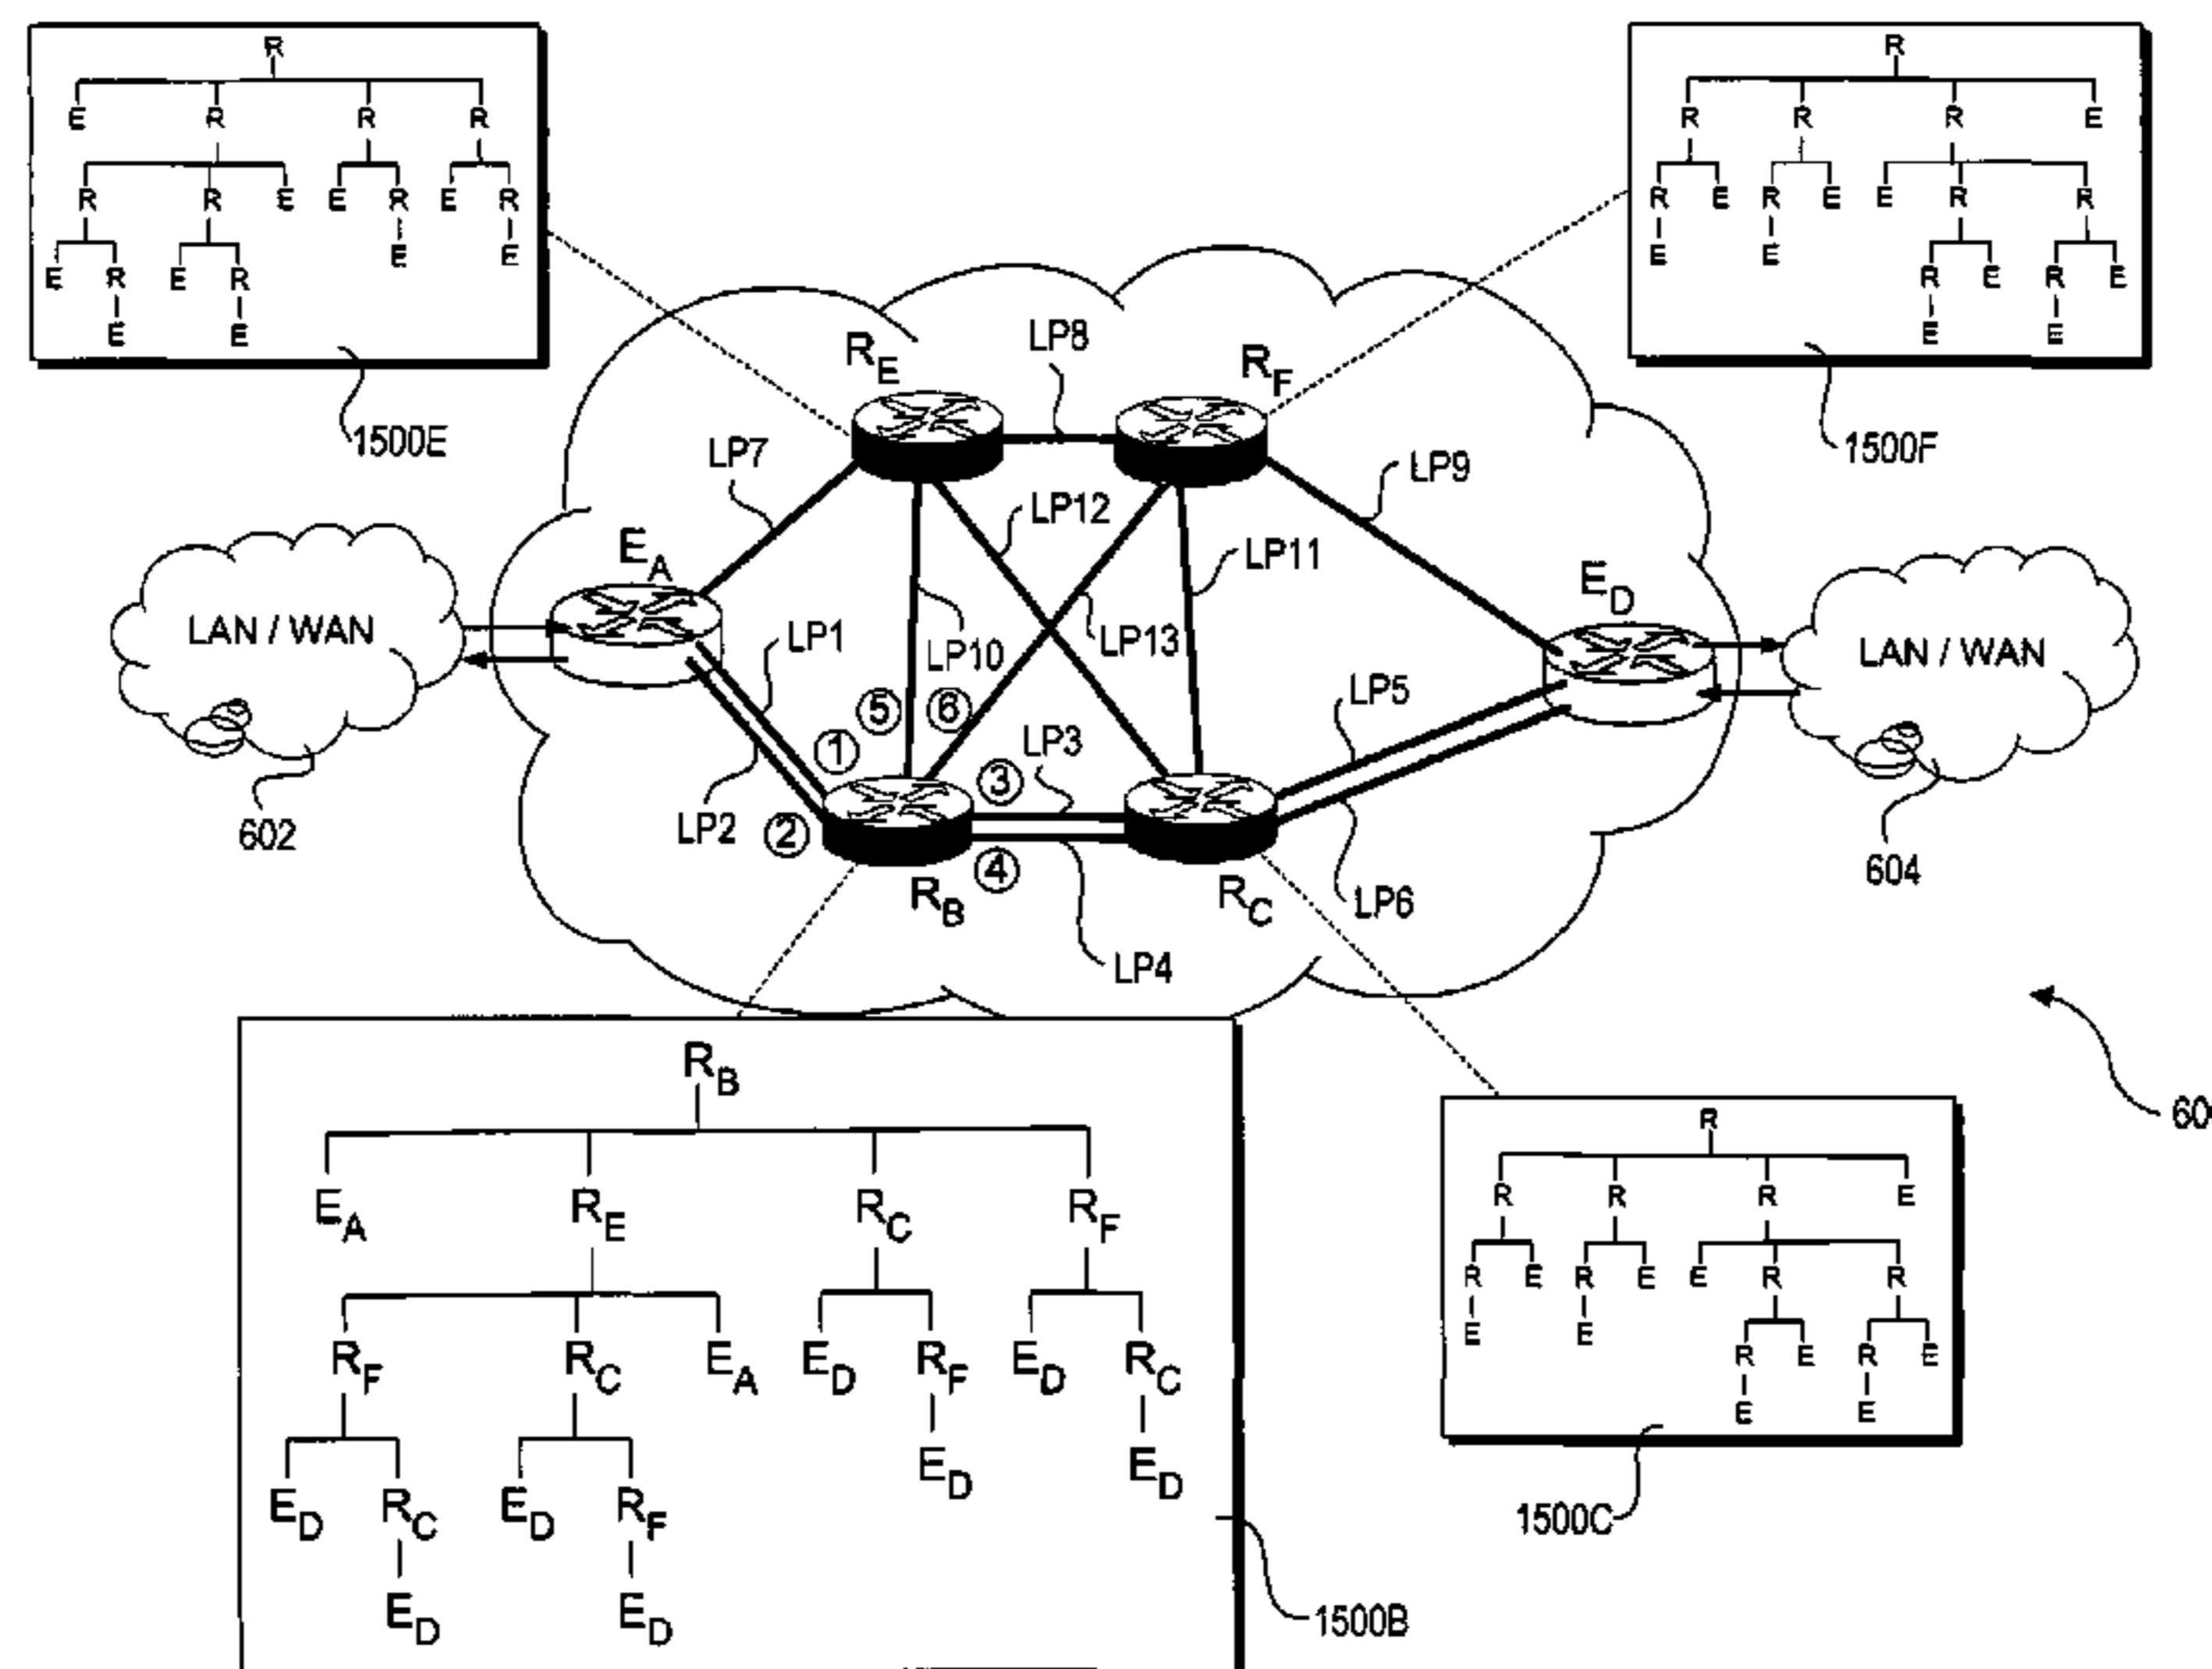 R
E R R R
R R E E R E R
E R E R E E
E E
1500E
R
R R R E
R E R E E R R
E E R E R E
E E
1500F
R_E
R_F
LP8
LP7
LP9
LP12
LP11
E_A
E_D
LAN / WAN
LAN / WAN
LP1
LP10
LP13
LP5
⑤ ⑥
①
LP3
③
LP2
②
④
602
604
R_B
R_C
LP6
LP4
60
R_B
E_A R_E R_C R_F
R_F R_C E_A E_D R_F E_D R_C
E_D E_D
E_D R_C E_D R_F
E_D E_D
1500B
R
R R R E
R E R E E R R
E E R E R E
E E
1500C